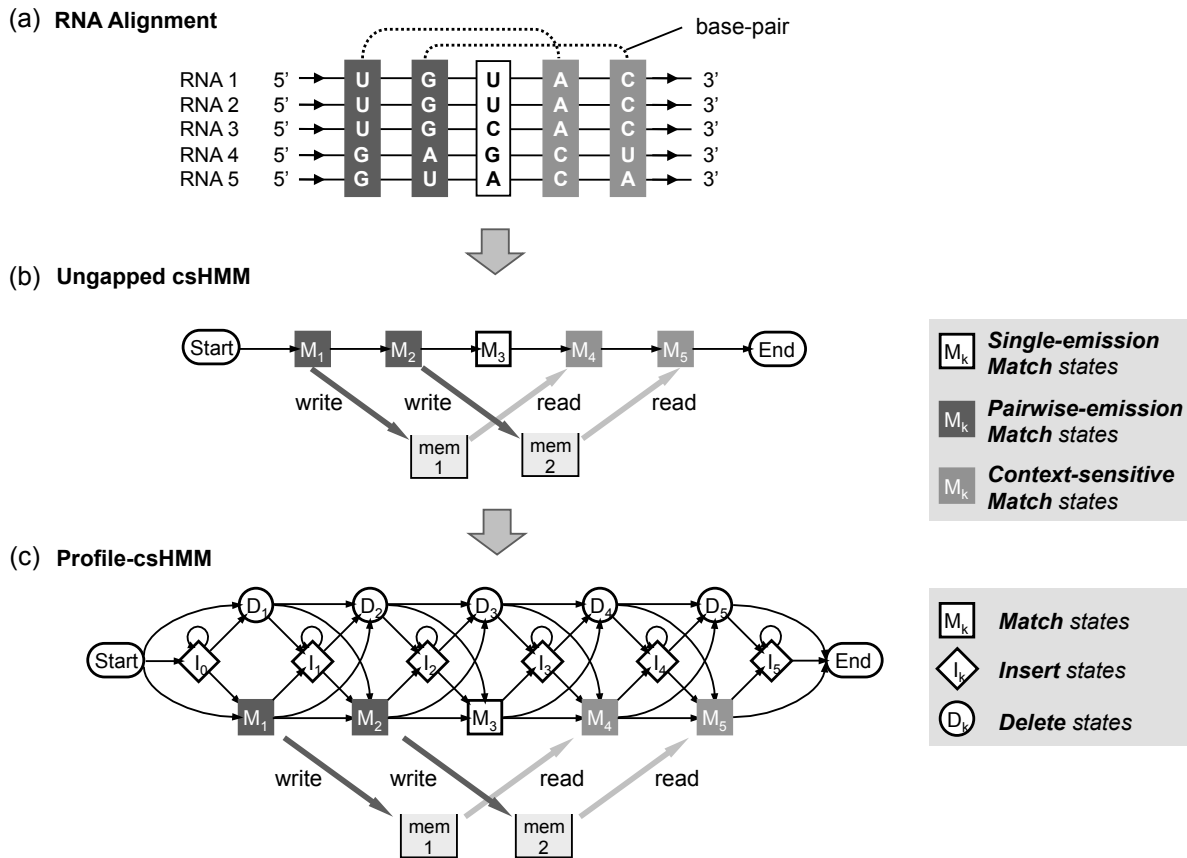 (a) RNA Alignment
base-pair
RNA 1 5' U G U A C 3'
RNA 2 5' U G U A C 3'
RNA 3 5' U G C A C 3'
RNA 4 5' G A G C U 3'
RNA 5 5' G U A C A 3'
(b) Ungapped csHMM
Start M1 M2 M3 M4 M5 End
write write read read
mem 1 mem 2
Mk Single-emission
Match states
Mk Pairwise-emission
Match states
Mk Context-sensitive
Match states
(c) Profile-csHMM
D1 D2 D3 D4 D5
Start I0 I1 I2 I3 I4 I5 End
M1 M2 M3 M4 M5
write write read read
mem 1 mem 2
Mk Match states
Ik Insert states
Dk Delete states